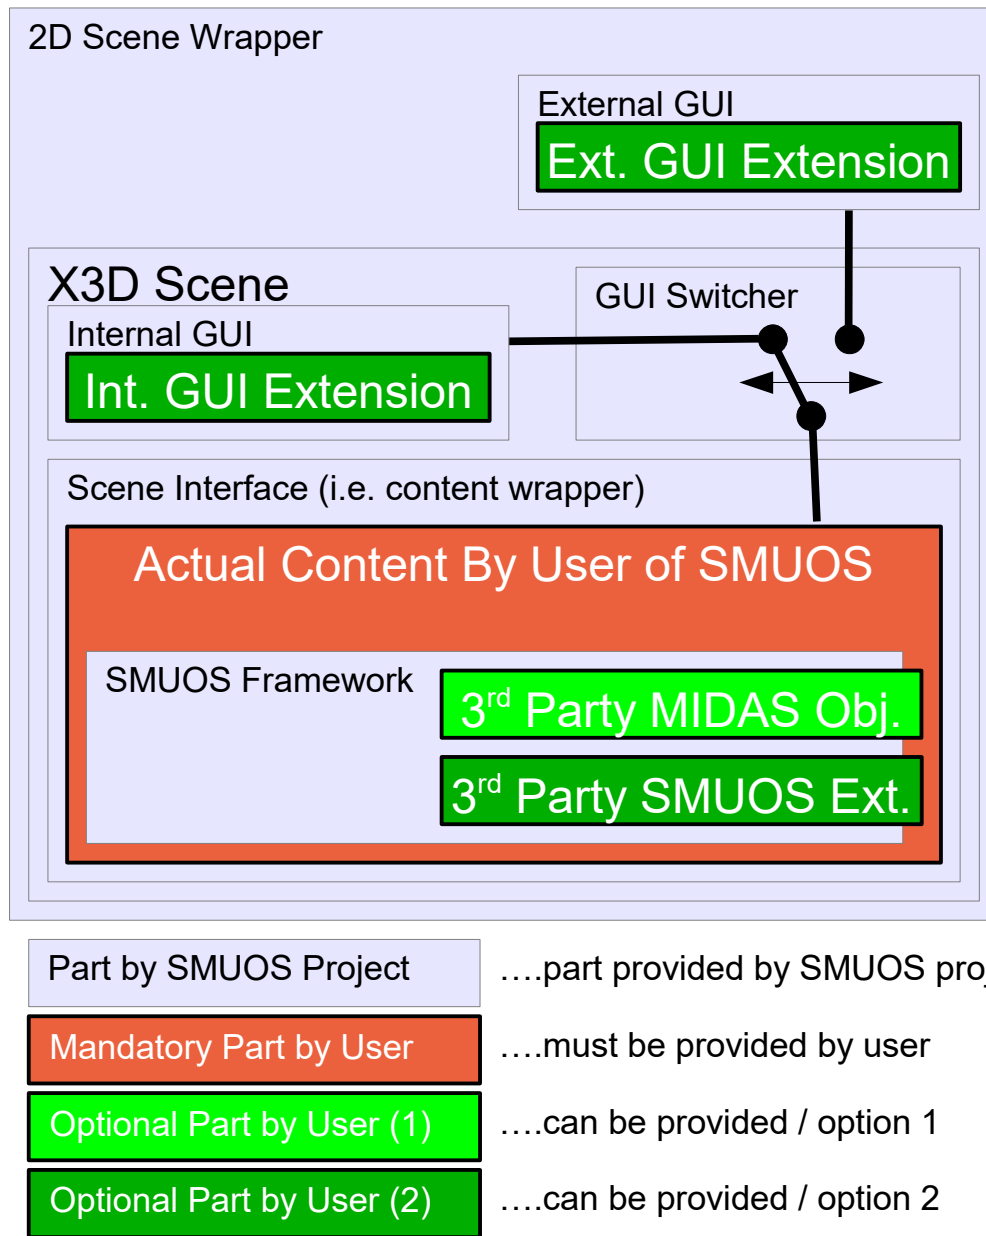 2D Scene Wrapper
External GUI
Ext. GUI Extension
X3D Scene
GUI Switcher
Internal GUI
Int. GUI Extension
Scene Interface (i.e. content wrapper)
Actual Content By User of SMUOS
SMUOS Framework
3rd Party MIDAS Obj.
3rd Party SMUOS Ext.
Part by SMUOS Project
….part provided by SMUOS
Mandatory Part by User
….must be provided by user
Optional Part by User (1)
….can be provided / option 1
Optional Part by User (2)
….can be provided / option 2